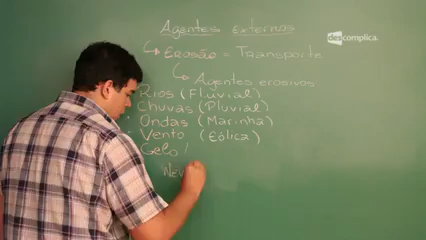 Agentes Externos
descomplica.
Erosão = Transporte
Agentes erosivos
Rios (Fluvial)
Chuvas (Pluvial)
Ondas (Marinha)
Vento (Eólica)
Gelo /